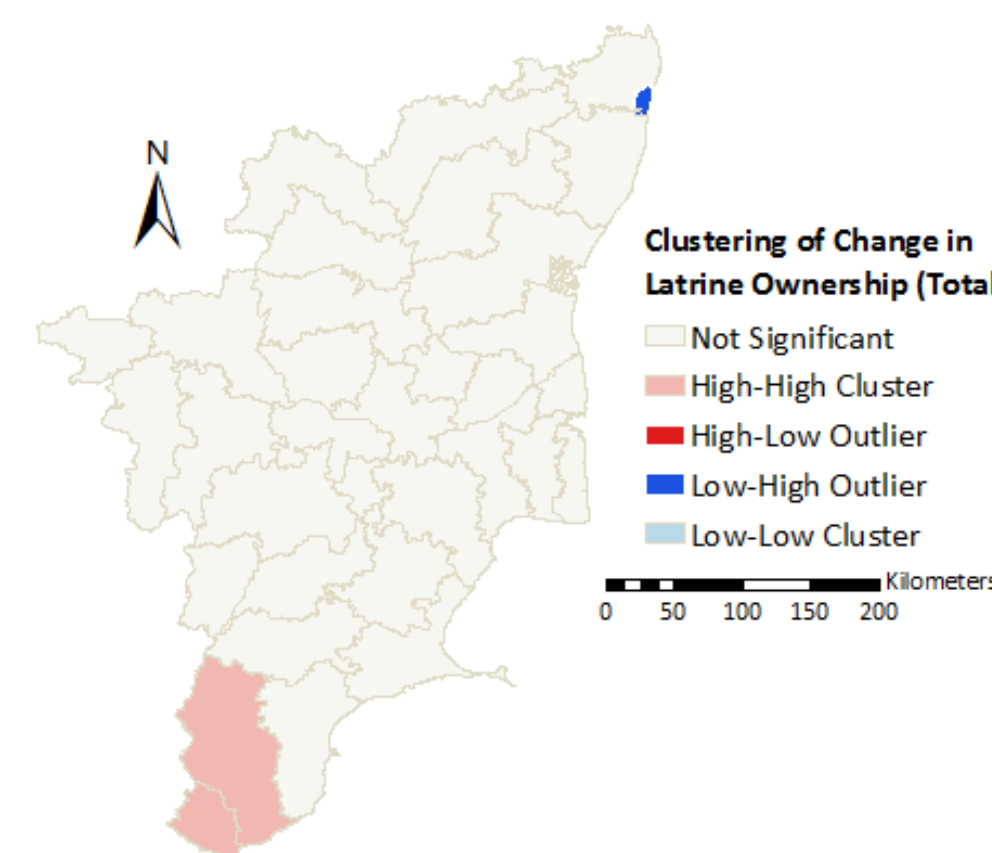 N
Clustering of Change in
Latrine Ownership (Total
Not Significant
High-High Cluster
High-Low Outlier
Low-High Outlier
Low-Low Cluster
Kilometers
0 50 100 150 200